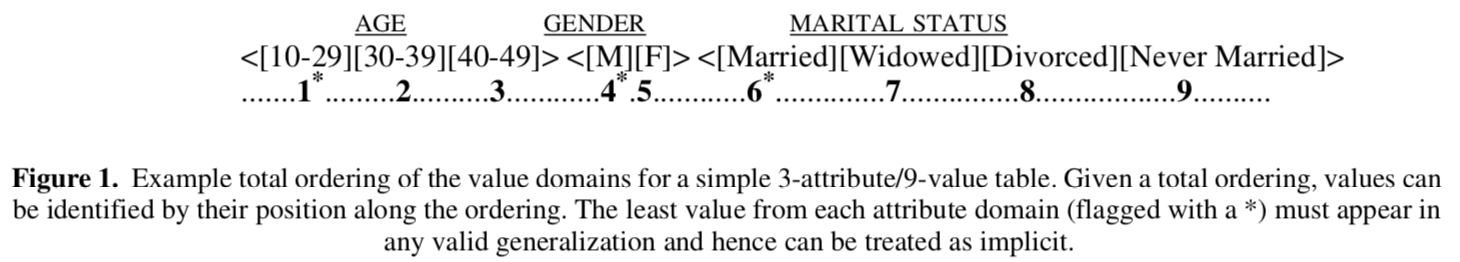 AGE GENDER MARITAL STATUS
<[10-29][30-39][40-49]> <[M][F]> <[Married][Widowed][Divorced][Never Married]>
.......1*.........2..........3............4*.5............6*..............7...............8..................9..........
Figure 1. Example total ordering of the value domains for a simple 3-attribute/9-value table. Given a total ordering, values can
be identified by their position along the ordering. The least value from each attribute domain (flagged with a *) must appear in
any valid generalization and hence can be treated as implicit.